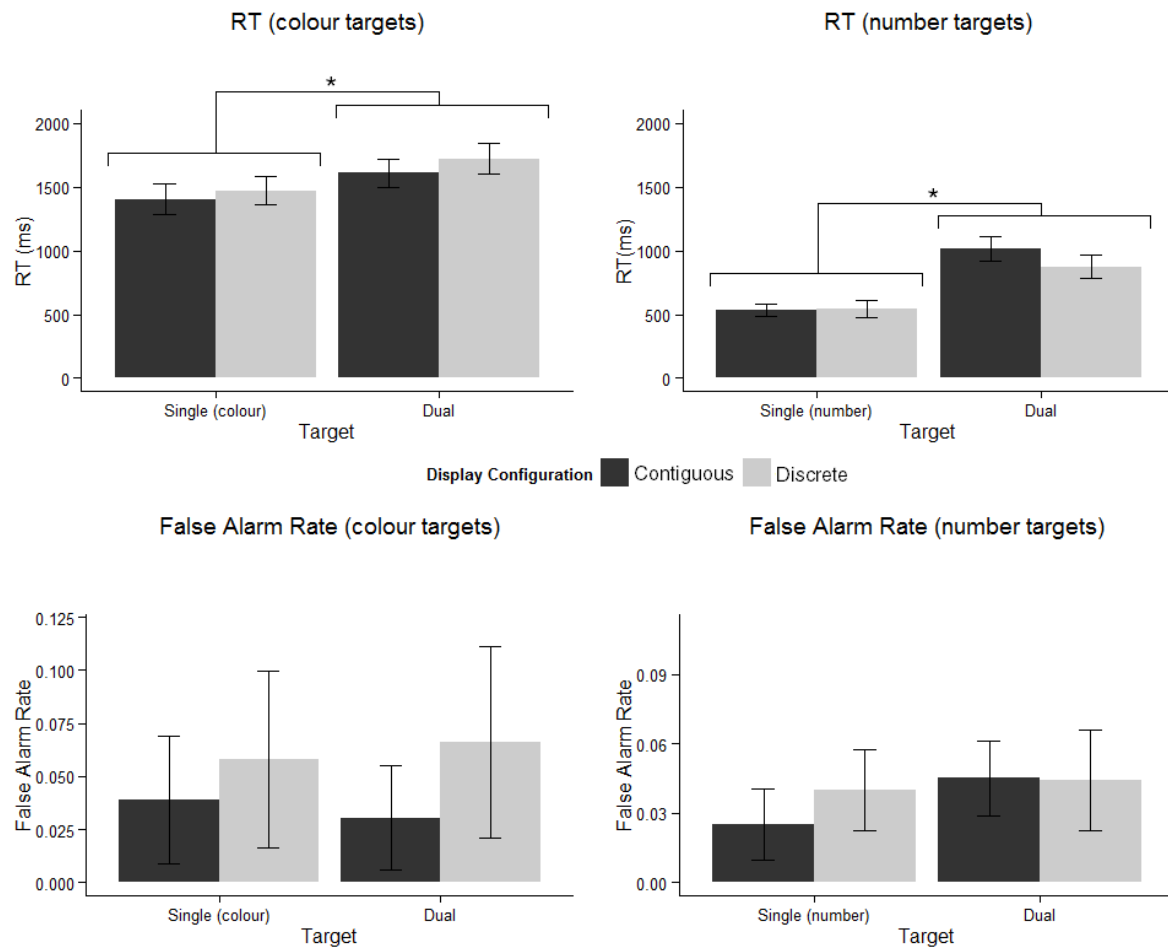 RT (colour targets)
*
2000
1500
1000
500
0
RT (ms)
Single (colour)
Dual
Target
RT (number targets)
*
2000
1500
1000
500
0
RT(ms)
Single (number)
Dual
Target
Display Configuration Contiguous Discrete
False Alarm Rate (colour targets)
0.125
0.100
0.075
0.050
0.025
0.000
False Alarm Rate
Single (colour)
Dual
Target
False Alarm Rate (number targets)
0.09
0.06
0.03
0.00
False Alarm Rate
Single (number)
Dual
Target